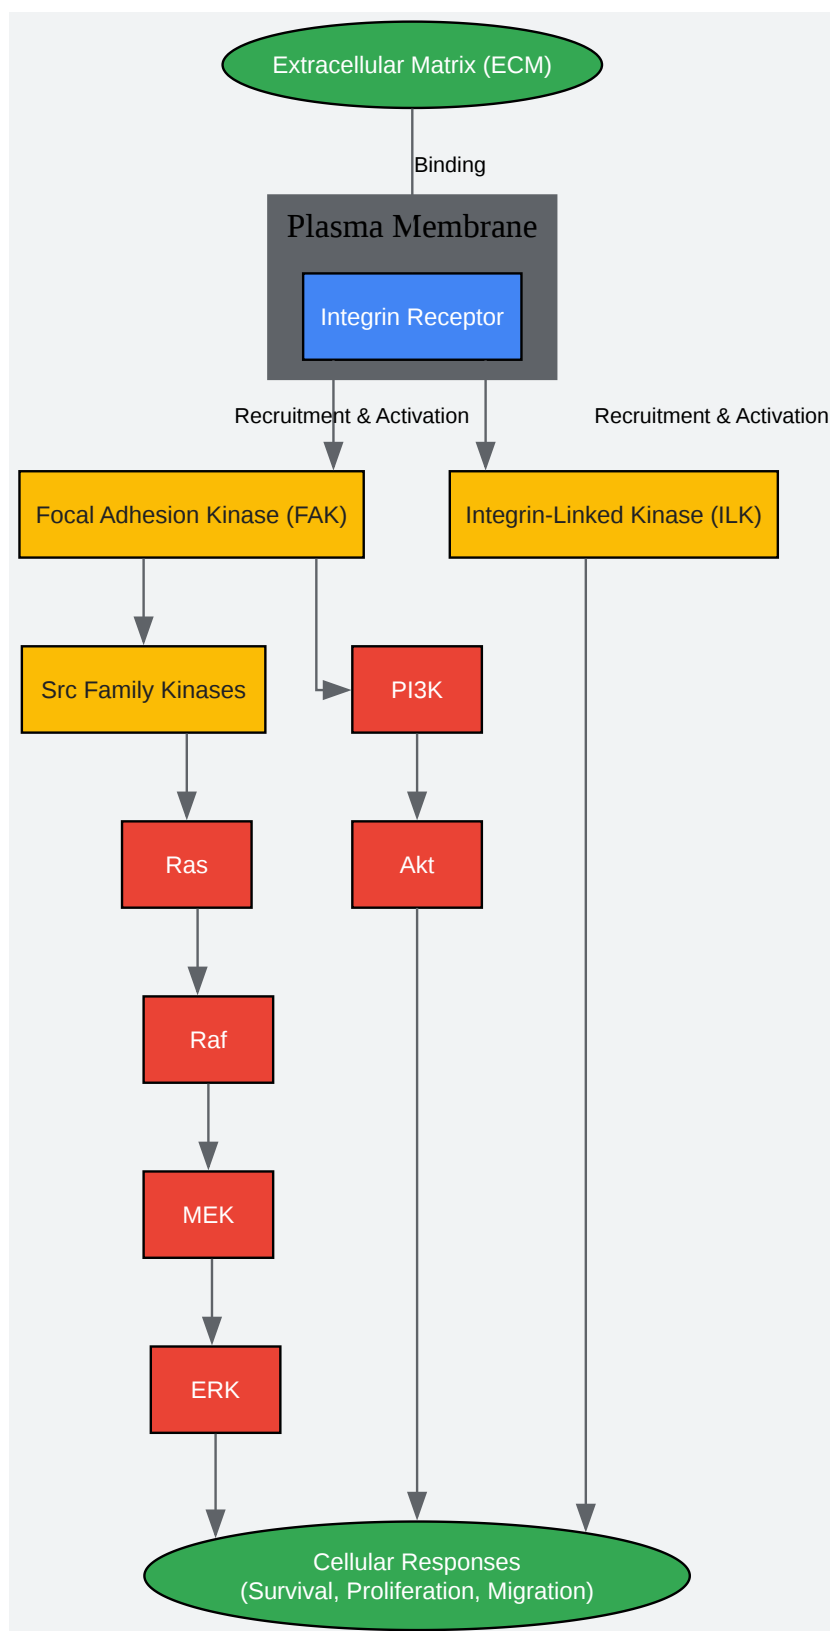 Extracellular Matrix (ECM)
Binding
Plasma Membrane
Integrin Receptor
Recruitment & Activation
Recruitment & Activation
Focal Adhesion Kinase (FAK)
Integrin-Linked Kinase (ILK)
Src Family Kinases
PI3K
Ras
Akt
Raf
MEK
ERK
Cellular Responses
(Survival, Proliferation, Migration)